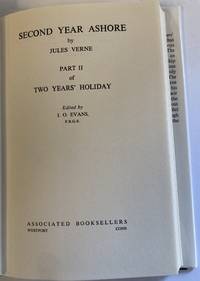 SECOND YEAR ASHORE
by
JULES VERNE
PART II
of
TWO YEARS' HOLIDAY
Edited by
I. O. EVANS,
F.R.G.S.
ASSOCIATED BOOKSELLERS
WESTPORT CONN